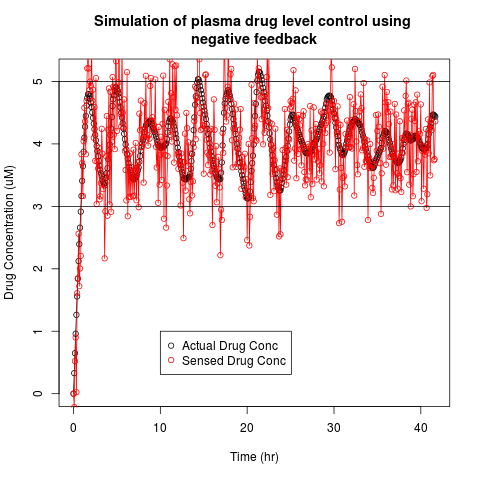 Simulation of plasma drug level control using
negative feedback
Drug Concentration (uM)
5
4
3
2
1
0
Actual Drug Conc
Sensed Drug Conc
0 10 20 30 40
Time (hr)